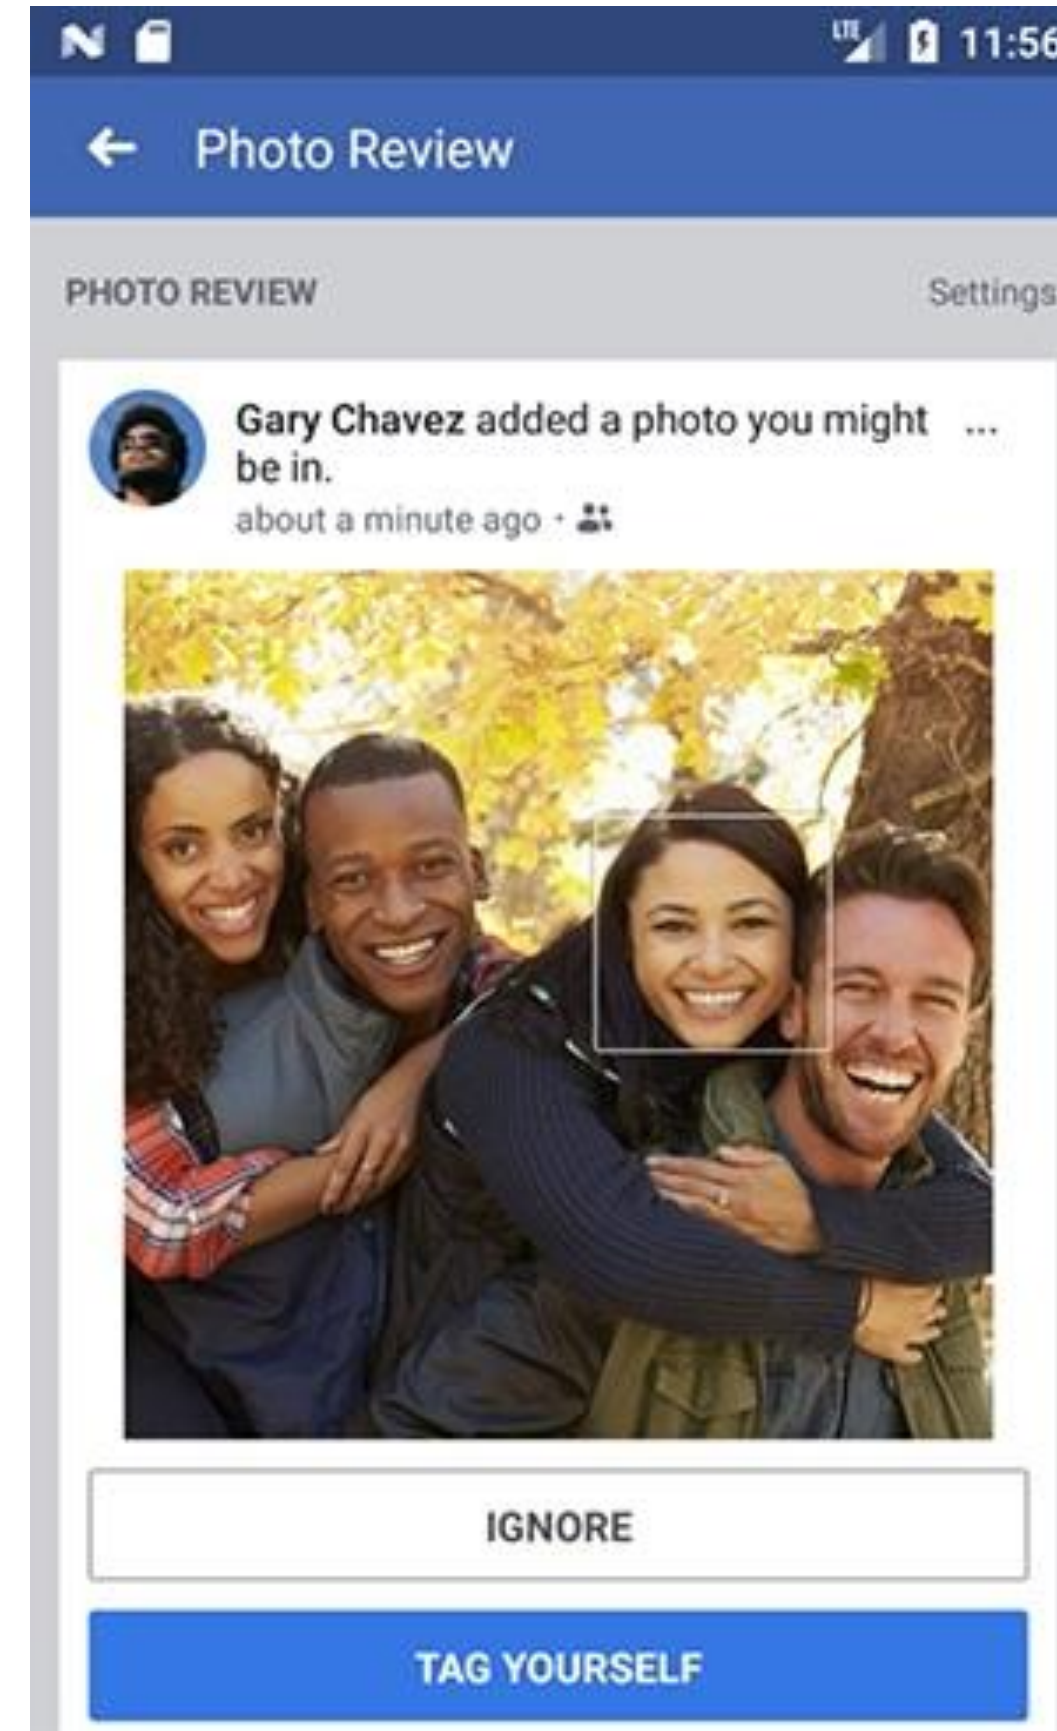 LTE 11:56
Photo Review
PHOTO REVIEW Settings
Gary Chavez added a photo you might ...
be in.
about a minute ago ·
IGNORE
TAG YOURSELF